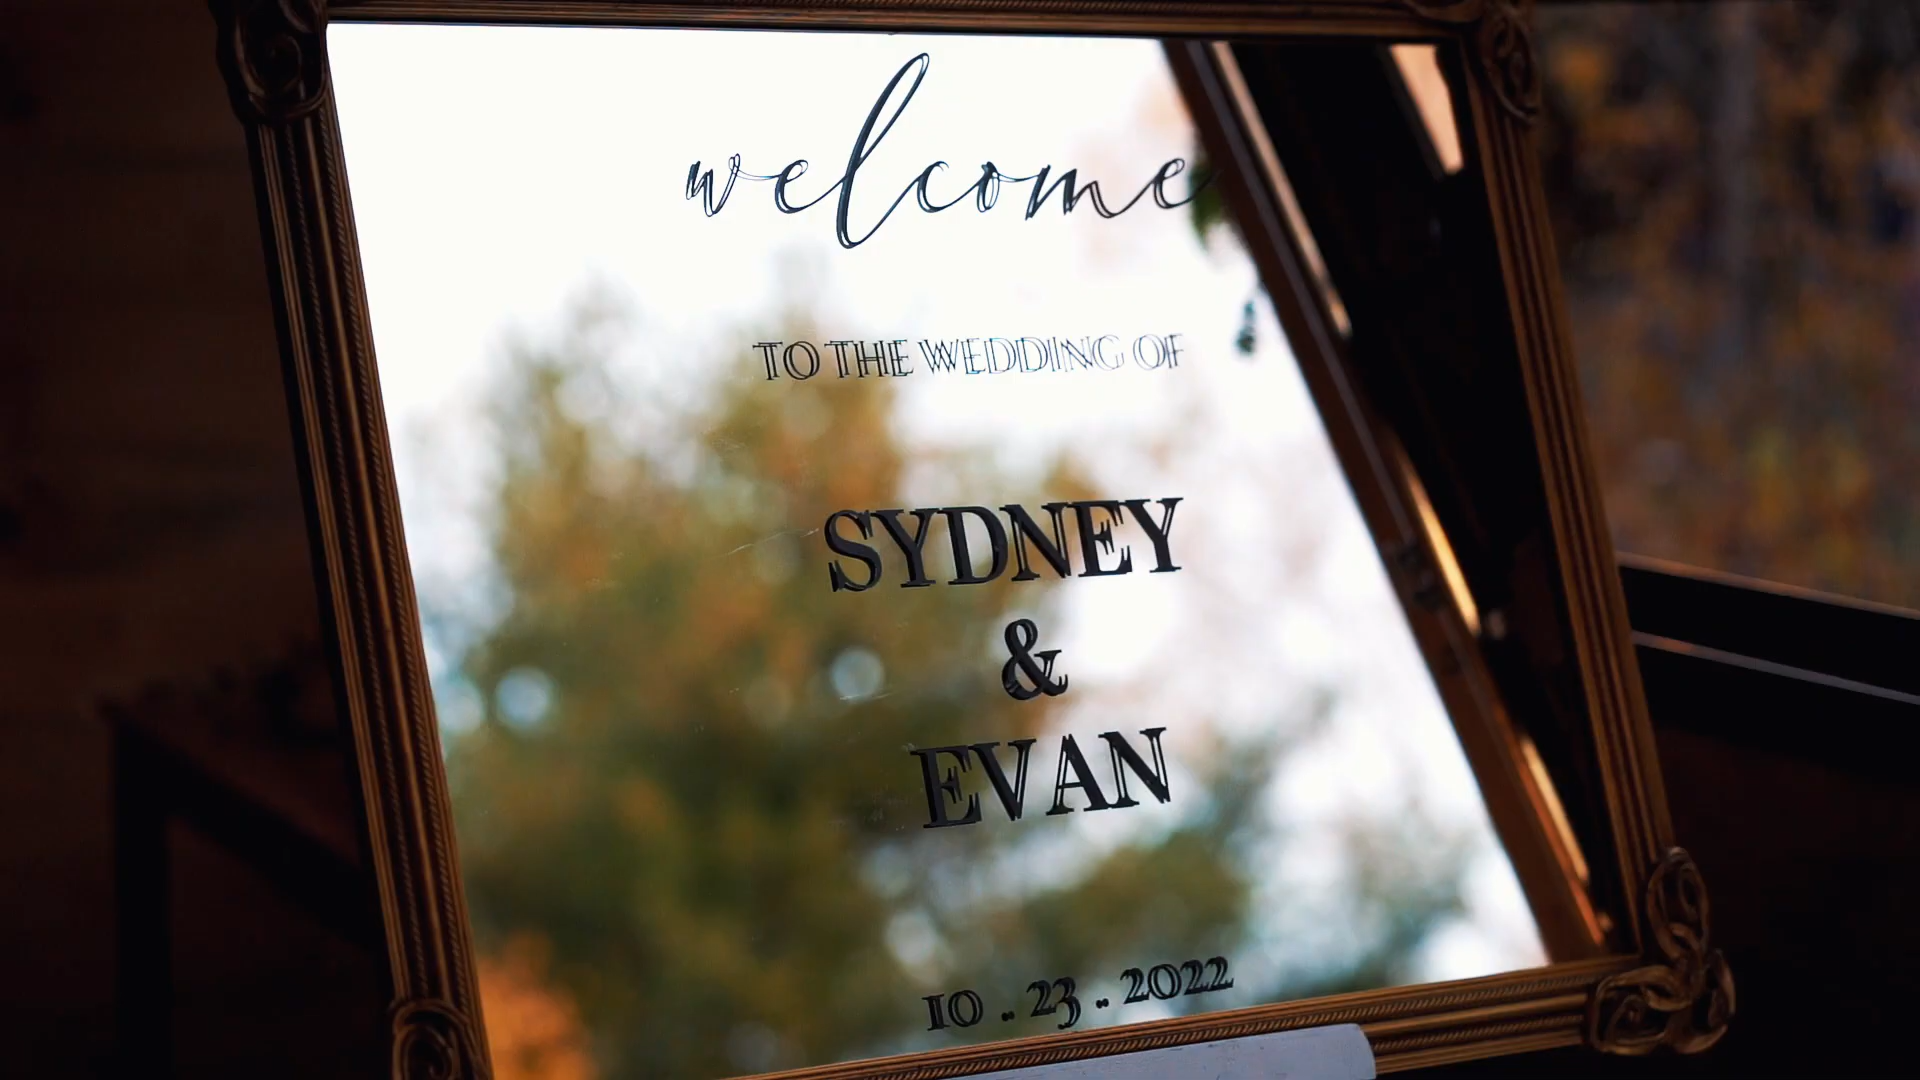 welcome
TO THE WEDDING OF
SYDNEY
&
EVAN
10.23.2022